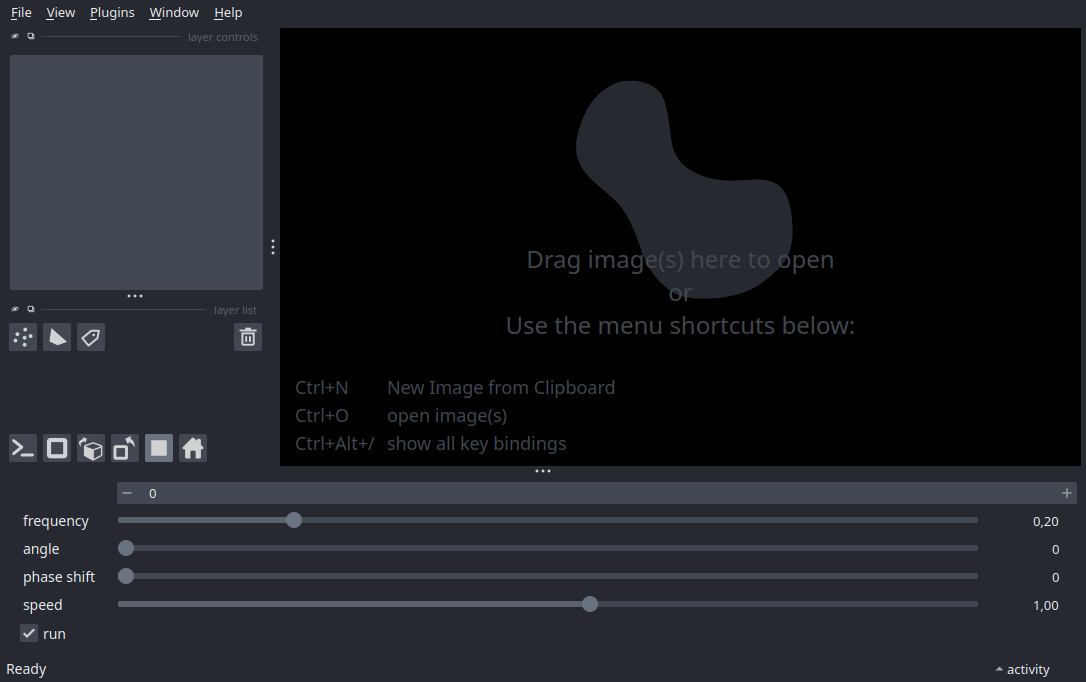 File View Plugins Window Help
layer controls
layer list
Drag image(s) here to open
or
Use the menu shortcuts below:
Ctrl+N New Image from Clipboard
Ctrl+O open image(s)
Ctrl+Alt+/ show all key bindings
0
frequency 0,20
angle 0
phase shift 0
speed 1,00
run
Ready activity